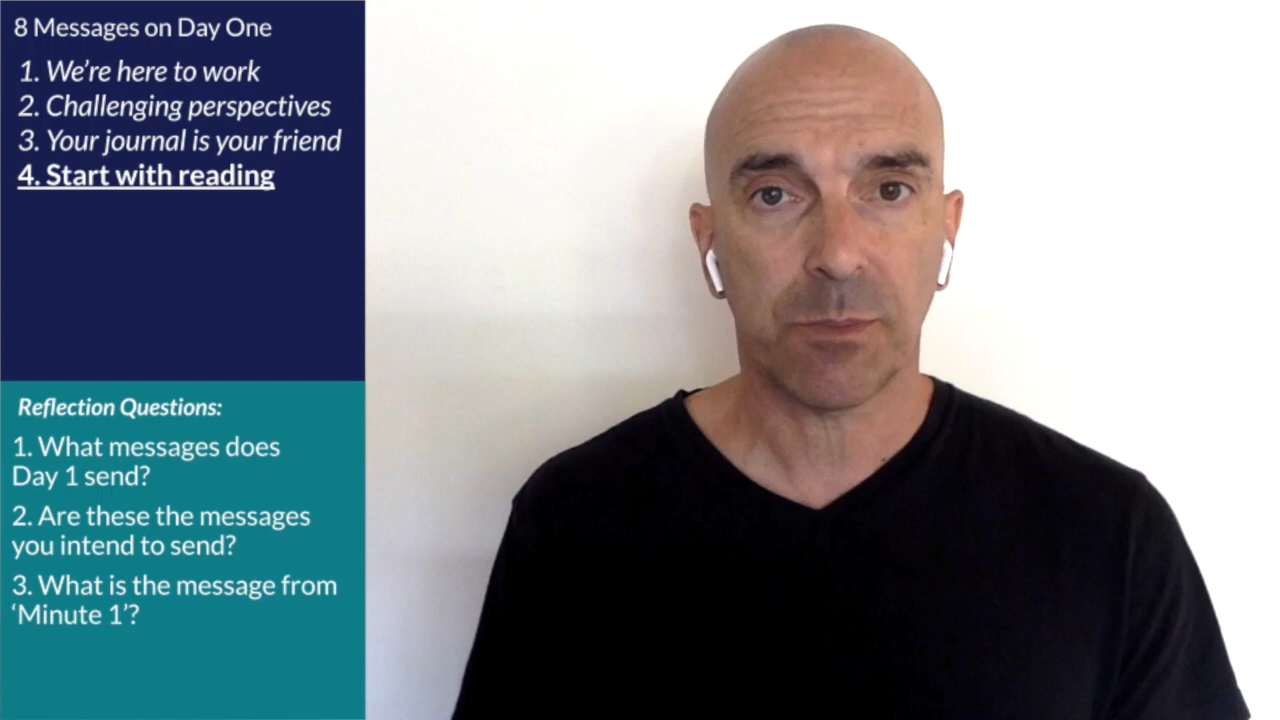 8 Messages on Day One
1. We’re here to work
2. Challenging perspectives
3. Your journal is your friend
4. Start with reading
Reflection Questions:
1. What messages does
Day 1 send?
2. Are these the messages
you intend to send?
3. What is the message from
‘Minute 1’?